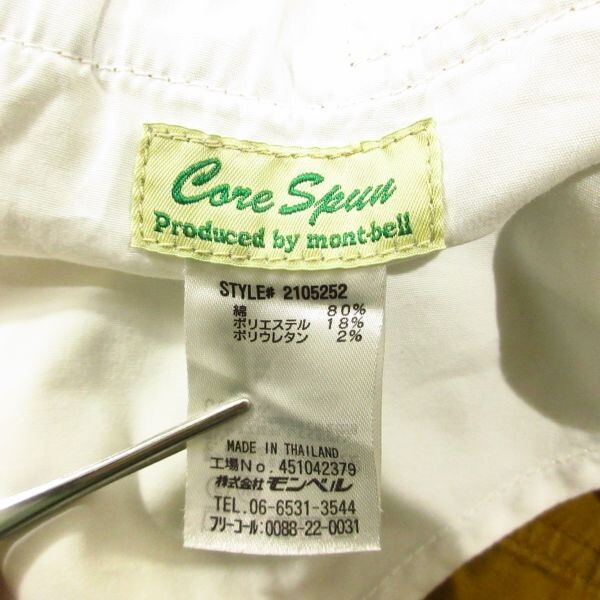 Core Spun
Produced by mont-bell
STYLE# 2105252
綿 80%
ポリエステル 18%
ポリウレタン 2%
MADE IN THAILAND
工場No. 451042379
株式会社 モンベル
TEL. 06-6531-3544
フリーコール: 0088-22-0031